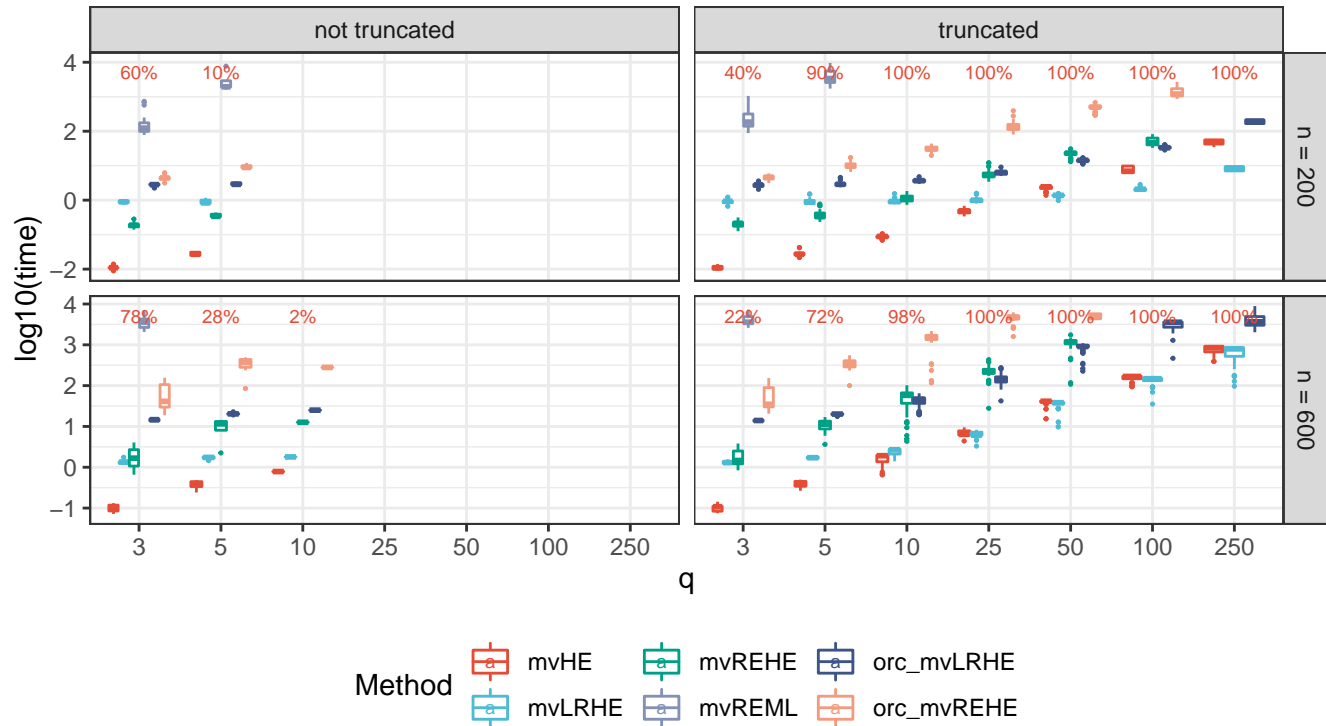 not truncated truncated
4 60% 10% 40% 90% 100% 100% 100% 100% 100%
2
0
−2
n = 200
4 78% 28% 2% 22% 72% 98% 100% 100% 100% 100%
3
2
1
0
−1
n = 600
log10(time)
3 5 10 25 50 100 250 3 5 10 25 50 100 250
q
Method
a mvHE a mvREHE a orc_mvLRHE
a mvLRHE a mvREML a orc_mvREHE